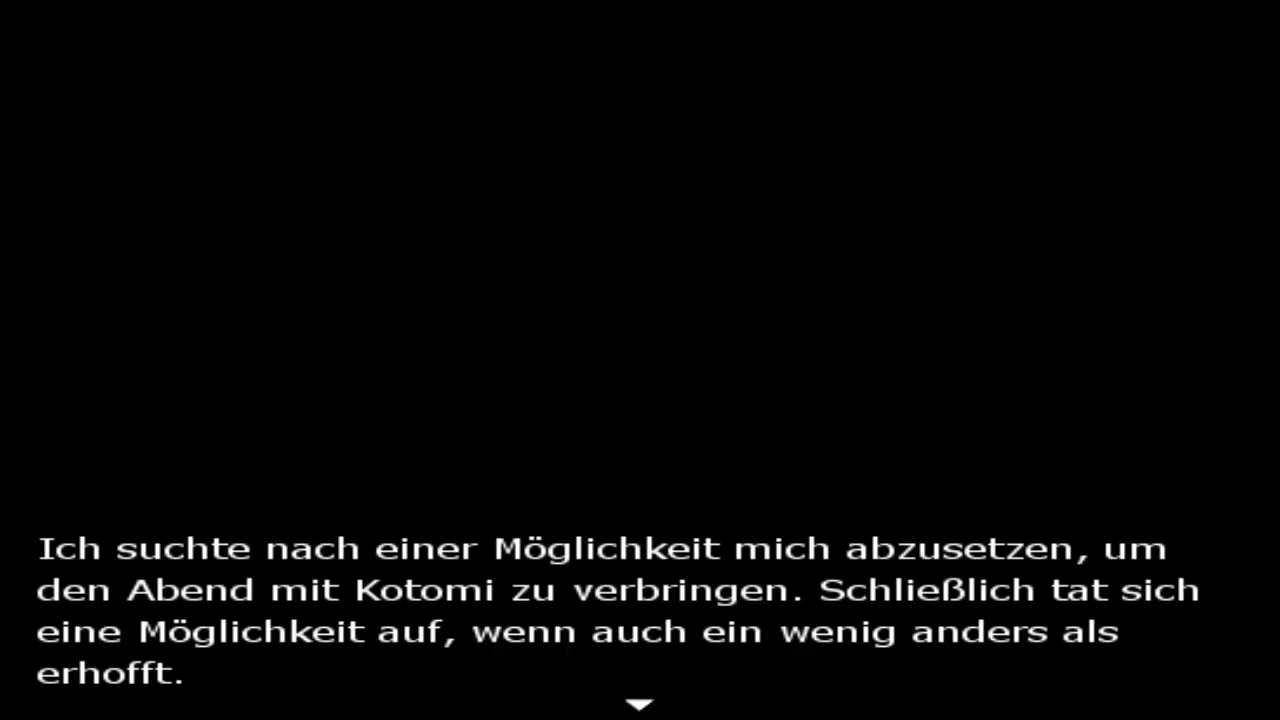 Ich suchte nach einer Möglichkeit mich abzusetzen, um
den Abend mit Kotomi zu verbringen. Schließlich tat sich
eine Möglichkeit auf, wenn auch ein wenig anders als
erhofft.